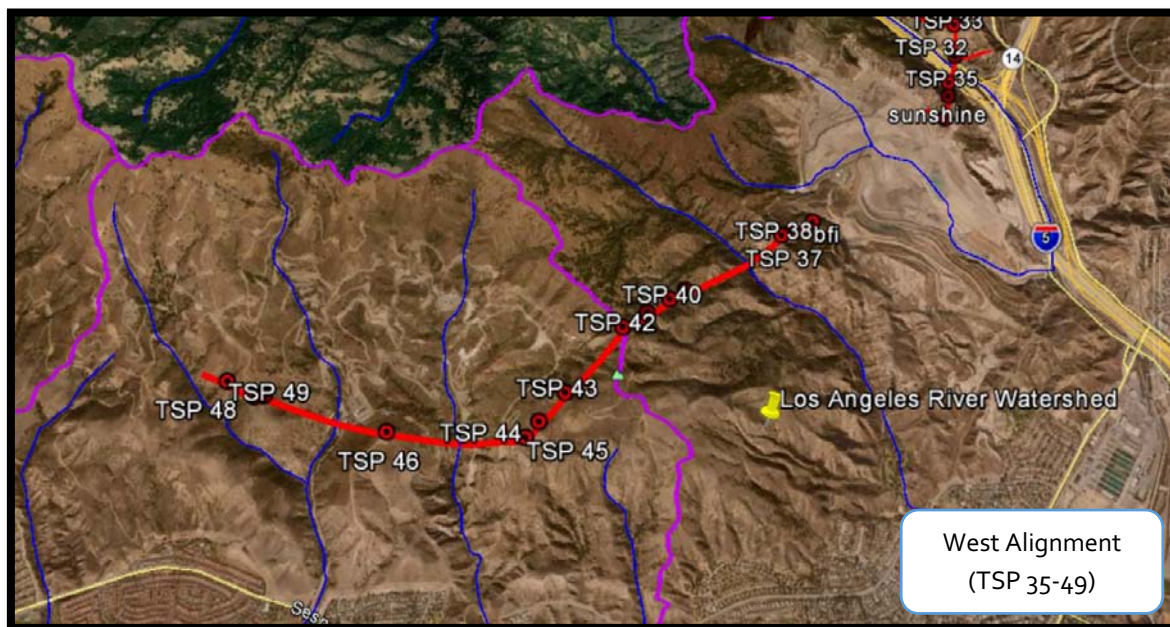 TSP 33
TSP 32
14
TSP 35
sunshine
5
TSP 38
bfi
TSP 37
TSP 40
TSP 42
TSP 43
Los Angeles River Watershed
TSP 49
TSP 48
TSP 44
TSP 45
TSP 46
Sese
West Alignment
(TSP 35-49)